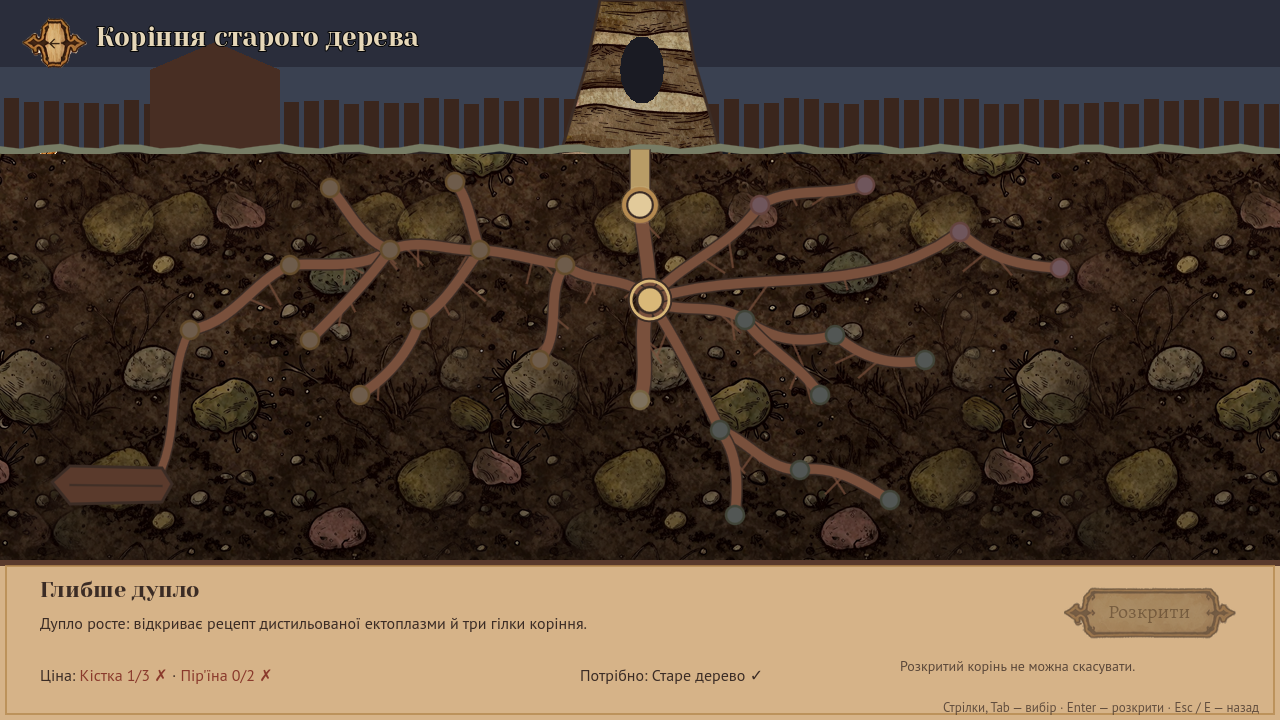 Коріння старого дерева
Глибше дупло
Дупло росте: відкриває рецепт дистильованої ектоплазми й три гілки коріння.
Розкрити
Ціна: Кістка 1/3 ✗ · Пір'їна 0/2 ✗
Потрібно: Старе дерево ✓
Розкритий корінь не можна скасувати.
Стрілки, Tab — вибір · Enter — розкрити · Esc / E — назад